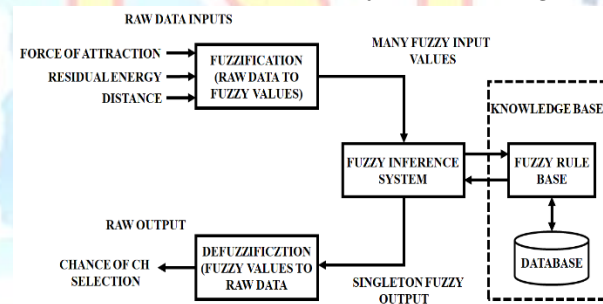 RAW DATA INPUTS
FORCE OF ATTRACTION
RESIDUAL ENERGY
DISTANCE
FUZZIFICATION
(RAW DATA TO
FUZZY VALUES)
MANY FUZZY INPUT
VALUES
KNOWLEDGE BASE
FUZZY INFERENCE
SYSTEM
FUZZY RULE
BASE
DATABASE
RAW OUTPUT
CHANCE OF CH
SELECTION
DEFUZZIFICZTION
(FUZZY VALUES TO
RAW DATA
SINGLETON FUZZY
OUTPUT